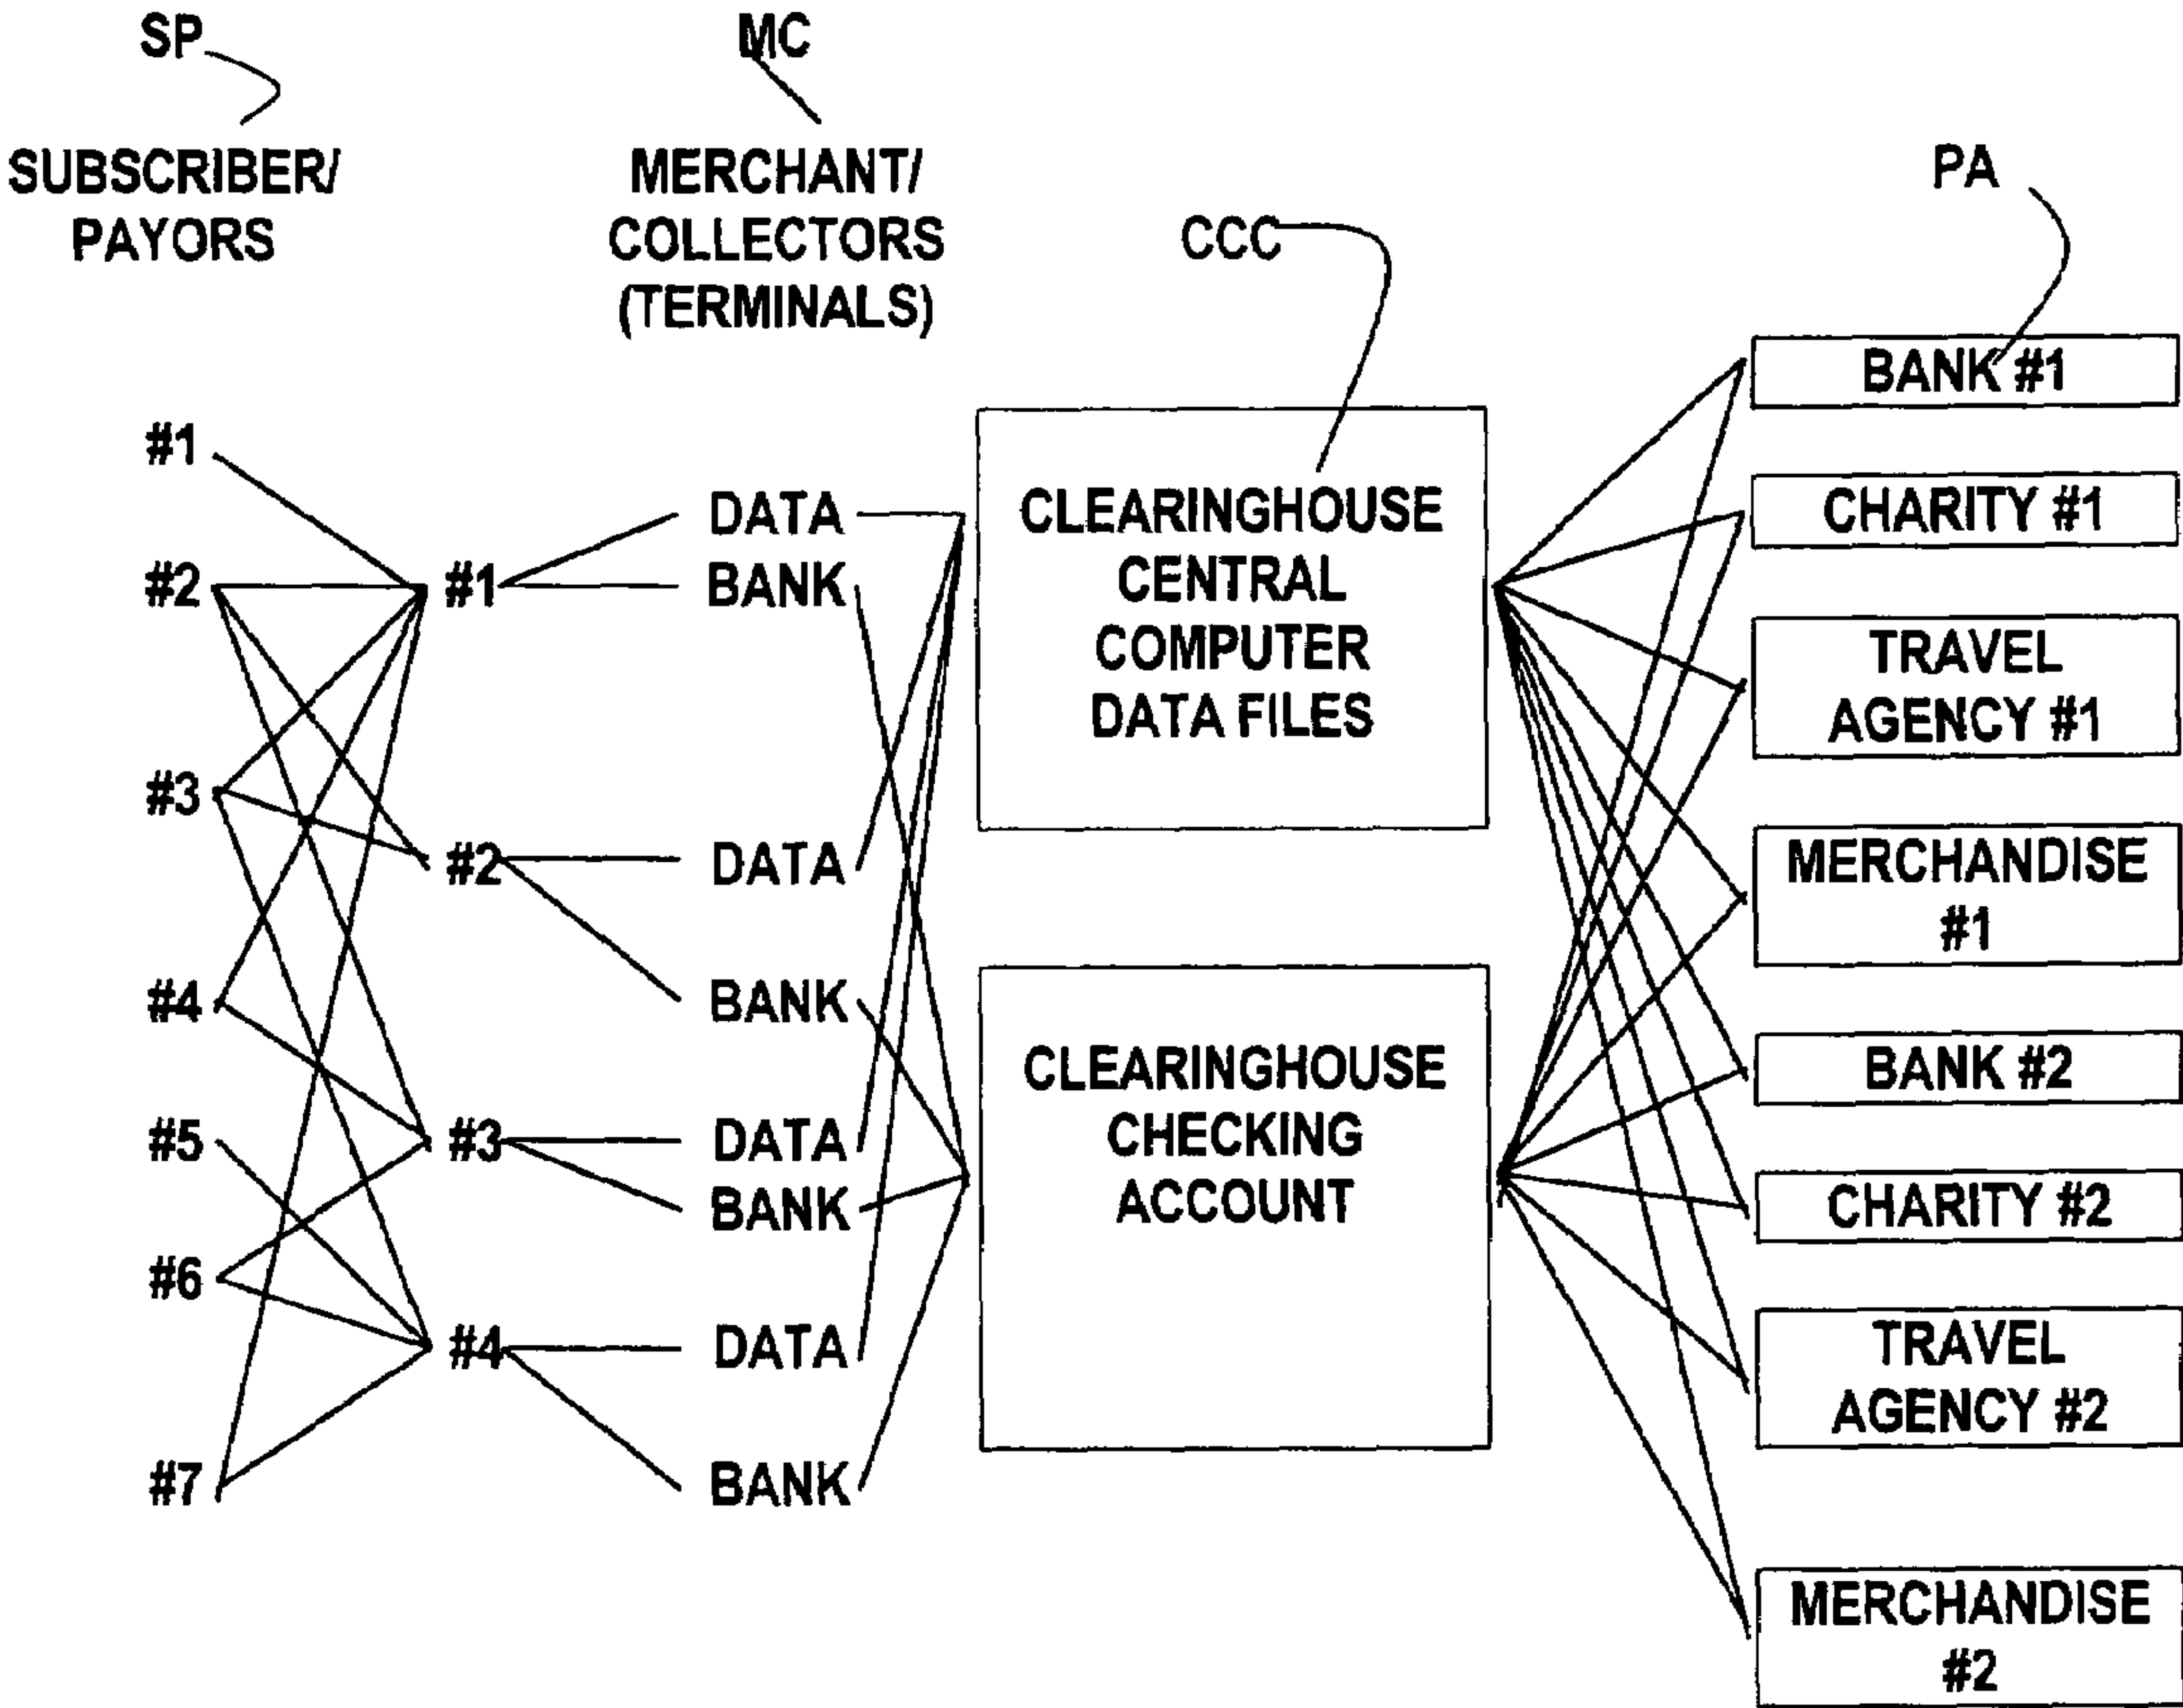 SP
MC
SUBSCRIBER/
PAYORS
MERCHANT/
COLLECTORS
(TERMINALS)
CCC
PA
#1
#2
#3
#4
#5
#6
#7
#1
#2
#3
#4
DATA
BANK
DATA
BANK
DATA
BANK
DATA
BANK
CLEARINGHOUSE
CENTRAL
COMPUTER
DATA FILES
CLEARINGHOUSE
CHECKING
ACCOUNT
BANK #1
CHARITY #1
TRAVEL
AGENCY #1
MERCHANDISE
#1
BANK #2
CHARITY #2
TRAVEL
AGENCY #2
MERCHANDISE
#2